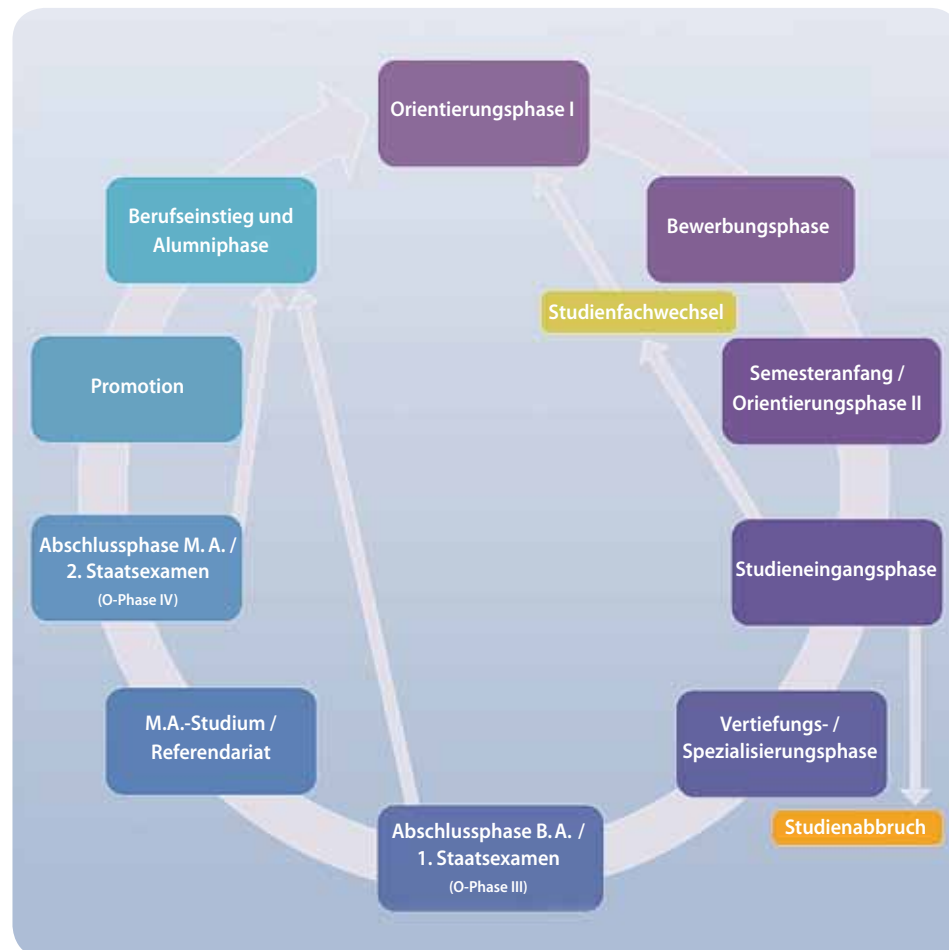 Orientierungsphase I
Bewerbungsphase
Berufseinstieg und
Alumniphase
Studienfachwechsel
Semesteranfang /
Orientierungsphase II
Promotion
Studieneingangsphase
Abschlussphase M. A. /
2. Staatsexamen
(O-Phase IV)
Vertiefungs- /
Spezialisierungsphase
M.A.-Studium /
Referendariat
Studienabbruch
Abschlussphase B. A. /
1. Staatsexamen
(O-Phase III)